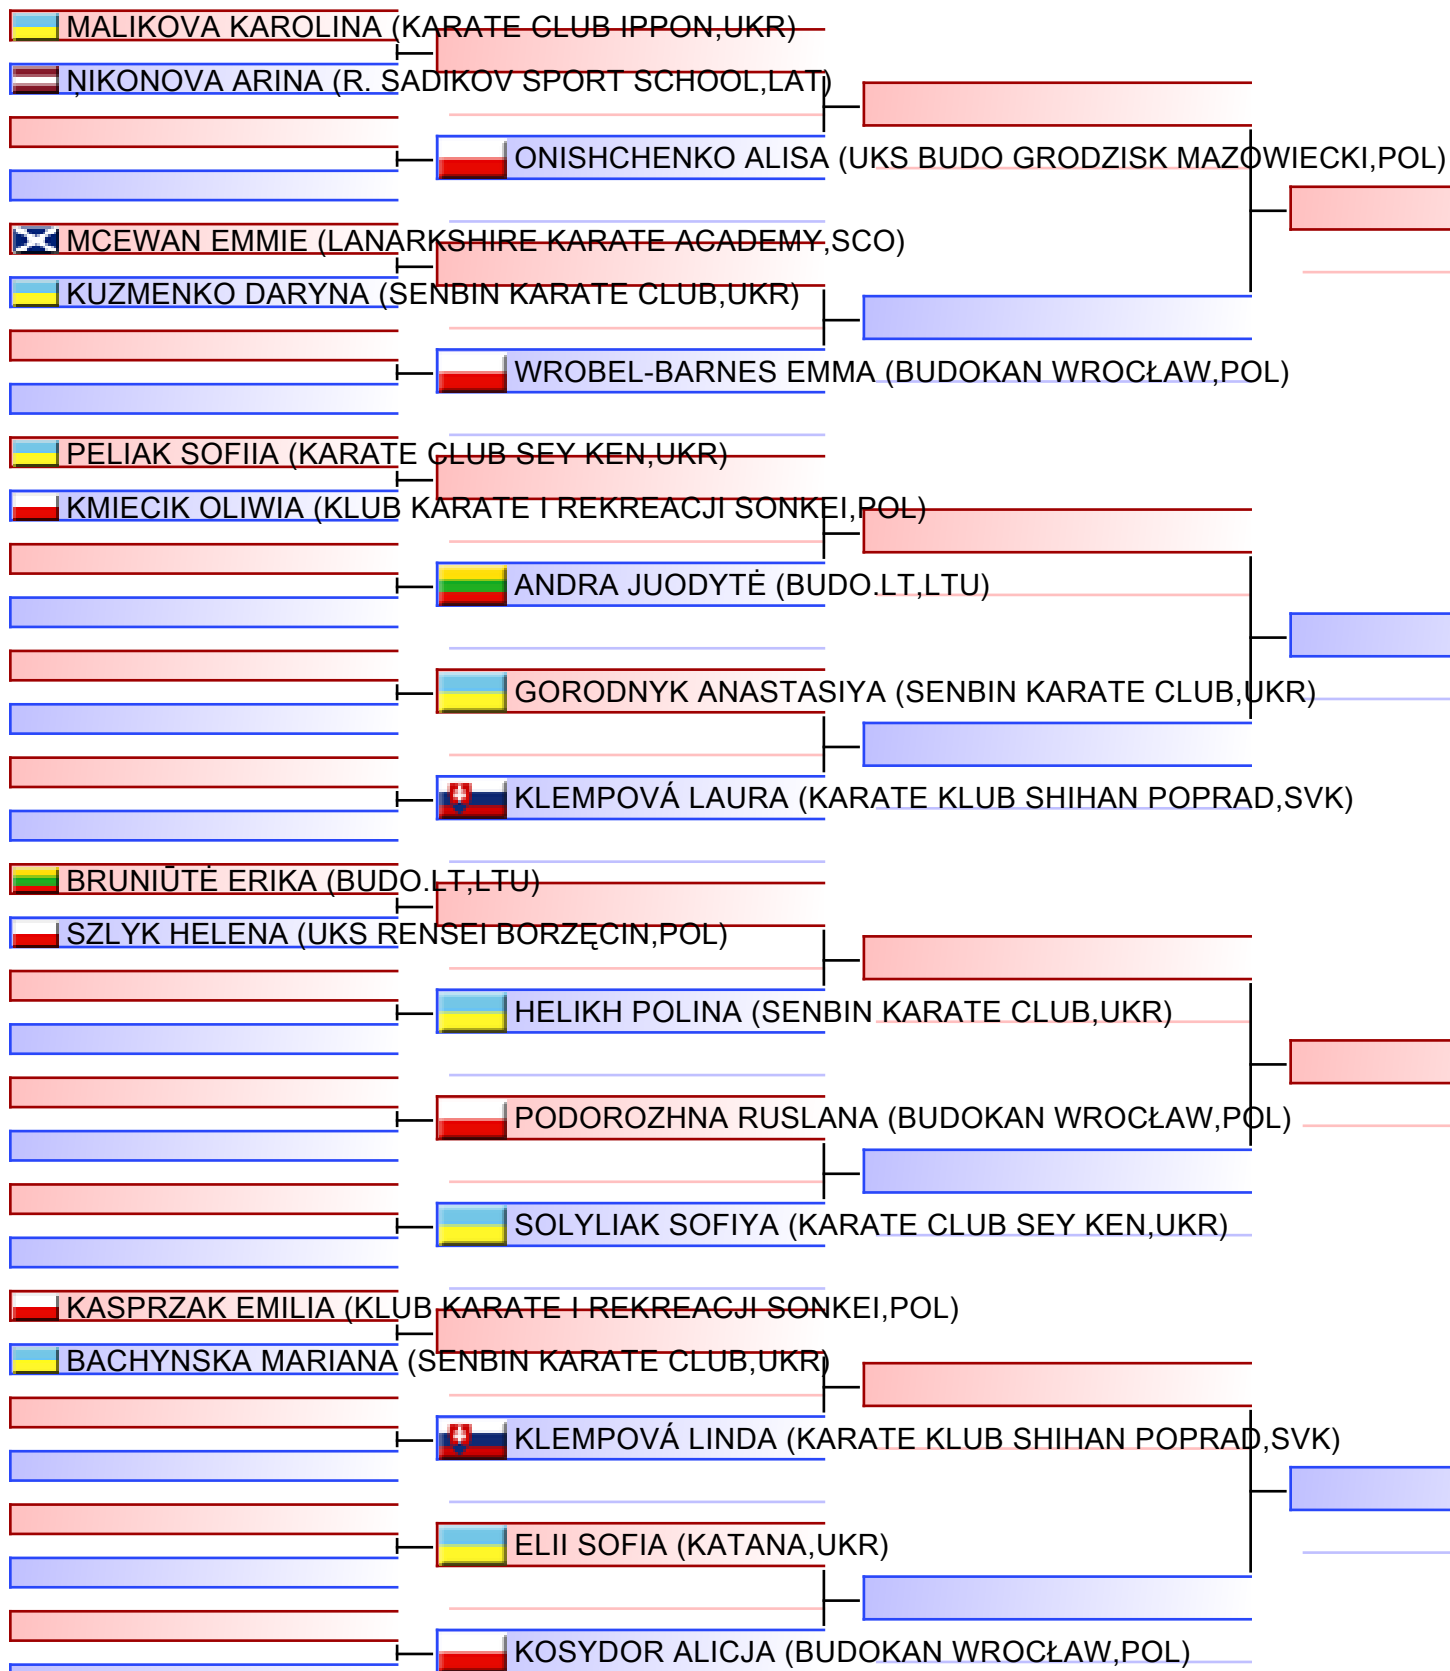 MALIKOVA KAROLINA (KARATE CLUB IPPON,UKR)
ŅIKONOVA ARINA (R. SADIKOV SPORT SCHOOL,LAT)
ONISHCHENKO ALISA (UKS BUDO GRODZISK MAZOWIECKI,POL)
MCEWAN EMMIE (LANARKSHIRE KARATE ACADEMY,SCO)
KUZMENKO DARYNA (SENBIN KARATE CLUB,UKR)
WROBEL-BARNES EMMA (BUDOKAN WROCŁAW,POL)
PELIAK SOFIIA (KARATE CLUB SEY KEN,UKR)
KMIECIK OLIWIA (KLUB KARATE I REKREACJI SONKEI,POL)
ANDRA JUODYTĖ (BUDO.LT,LTU)
GORODNYK ANASTASIYA (SENBIN KARATE CLUB,UKR)
KLEMPOVÁ LAURA (KARATE KLUB SHIHAN POPRAD,SVK)
BRUNIŪTĖ ERIKA (BUDO.LT,LTU)
SZLYK HELENA (UKS RENSEI BORZĘCIN,POL)
HELIKH POLINA (SENBIN KARATE CLUB,UKR)
PODOROZHNA RUSLANA (BUDOKAN WROCŁAW,POL)
SOLYLIAK SOFIYA (KARATE CLUB SEY KEN,UKR)
KASPRZAK EMILIA (KLUB KARATE I REKREACJI SONKEI,POL)
BACHYNSKA MARIANA (SENBIN KARATE CLUB,UKR)
KLEMPOVÁ LINDA (KARATE KLUB SHIHAN POPRAD,SVK)
ELII SOFIA (KATANA,UKR)
KOSYDOR ALICJA (BUDOKAN WROCŁAW,POL)